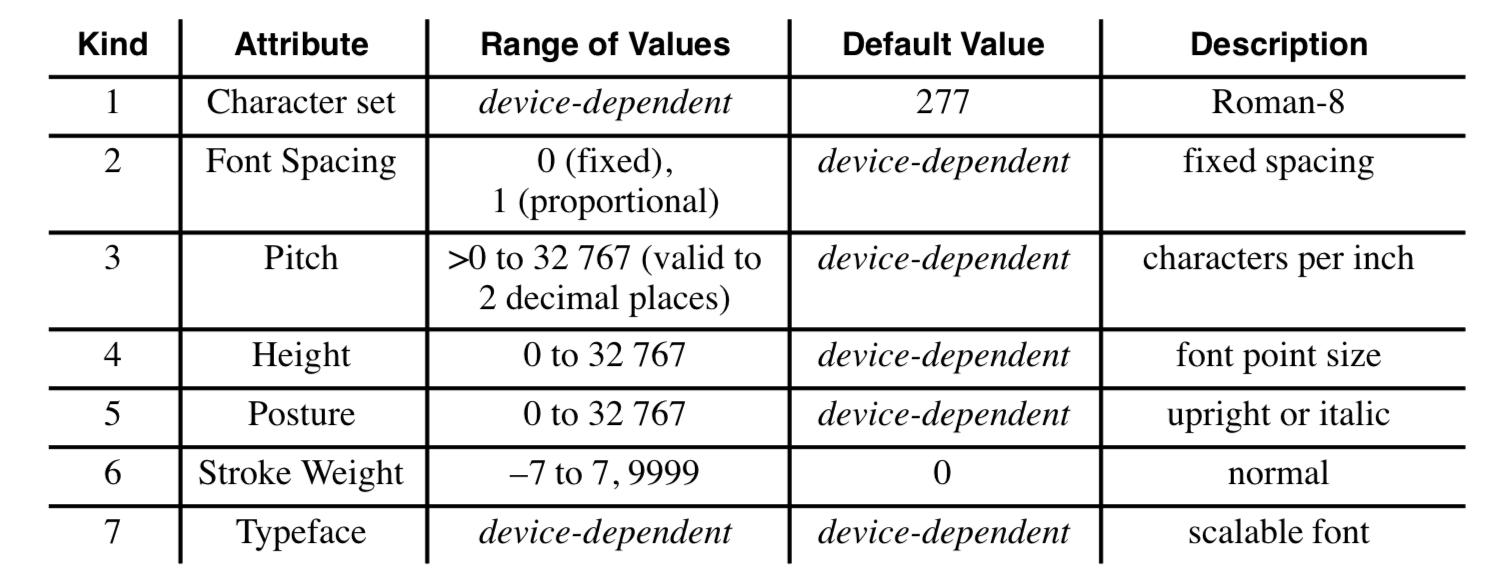 Kind Attribute Range of Values Default Value Description
1 Character set device-dependent 277 Roman-8
2 Font Spacing 0 (fixed), device-dependent fixed spacing
1 (proportional)
3 Pitch >0 to 32 767 (valid to device-dependent characters per inch
2 decimal places)
4 Height 0 to 32 767 device-dependent font point size
5 Posture 0 to 32 767 device-dependent upright or italic
6 Stroke Weight –7 to 7, 9999 0 normal
7 Typeface device-dependent device-dependent scalable font